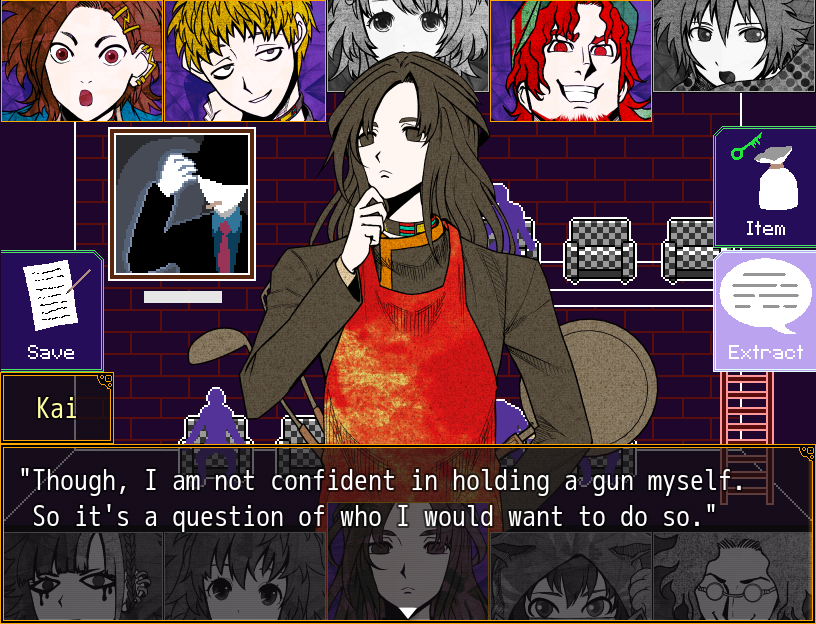 Item
Save
Extract
Kai
"Though, I am not confident in holding a gun myself.
So it's a question of who I would want to do so."